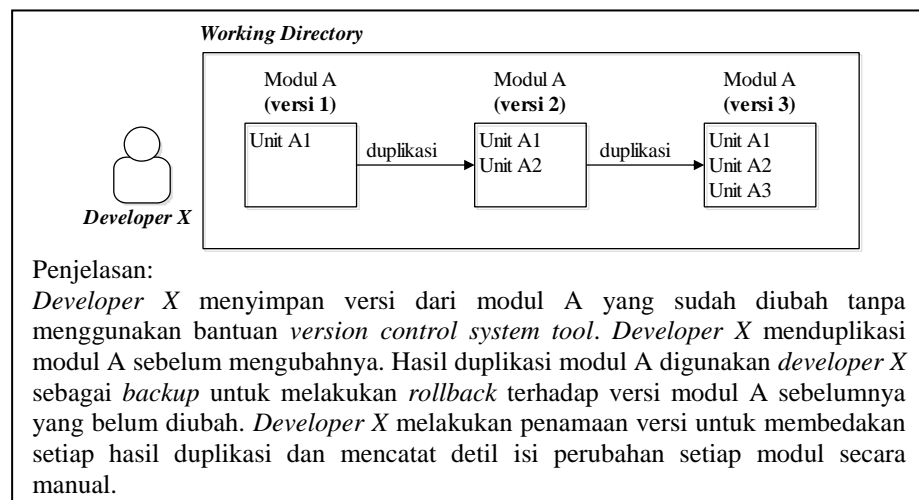 Working Directory
Modul A
(versi 1)
Modul A
(versi 2)
Modul A
(versi 3)
Unit A1
duplikasi
Unit A1
Unit A2
duplikasi
Unit A1
Unit A2
Unit A3
Developer X
Penjelasan:
Developer X menyimpan versi dari modul A yang sudah diubah tanpa
menggunakan bantuan version control system tool. Developer X menduplikasi
modul A sebelum mengubahnya. Hasil duplikasi modul A digunakan developer X
sebagai backup untuk melakukan rollback terhadap versi modul A sebelumnya
yang belum diubah. Developer X melakukan penamaan versi untuk membedakan
setiap hasil duplikasi dan mencatat detil isi perubahan setiap modul secara
manual.